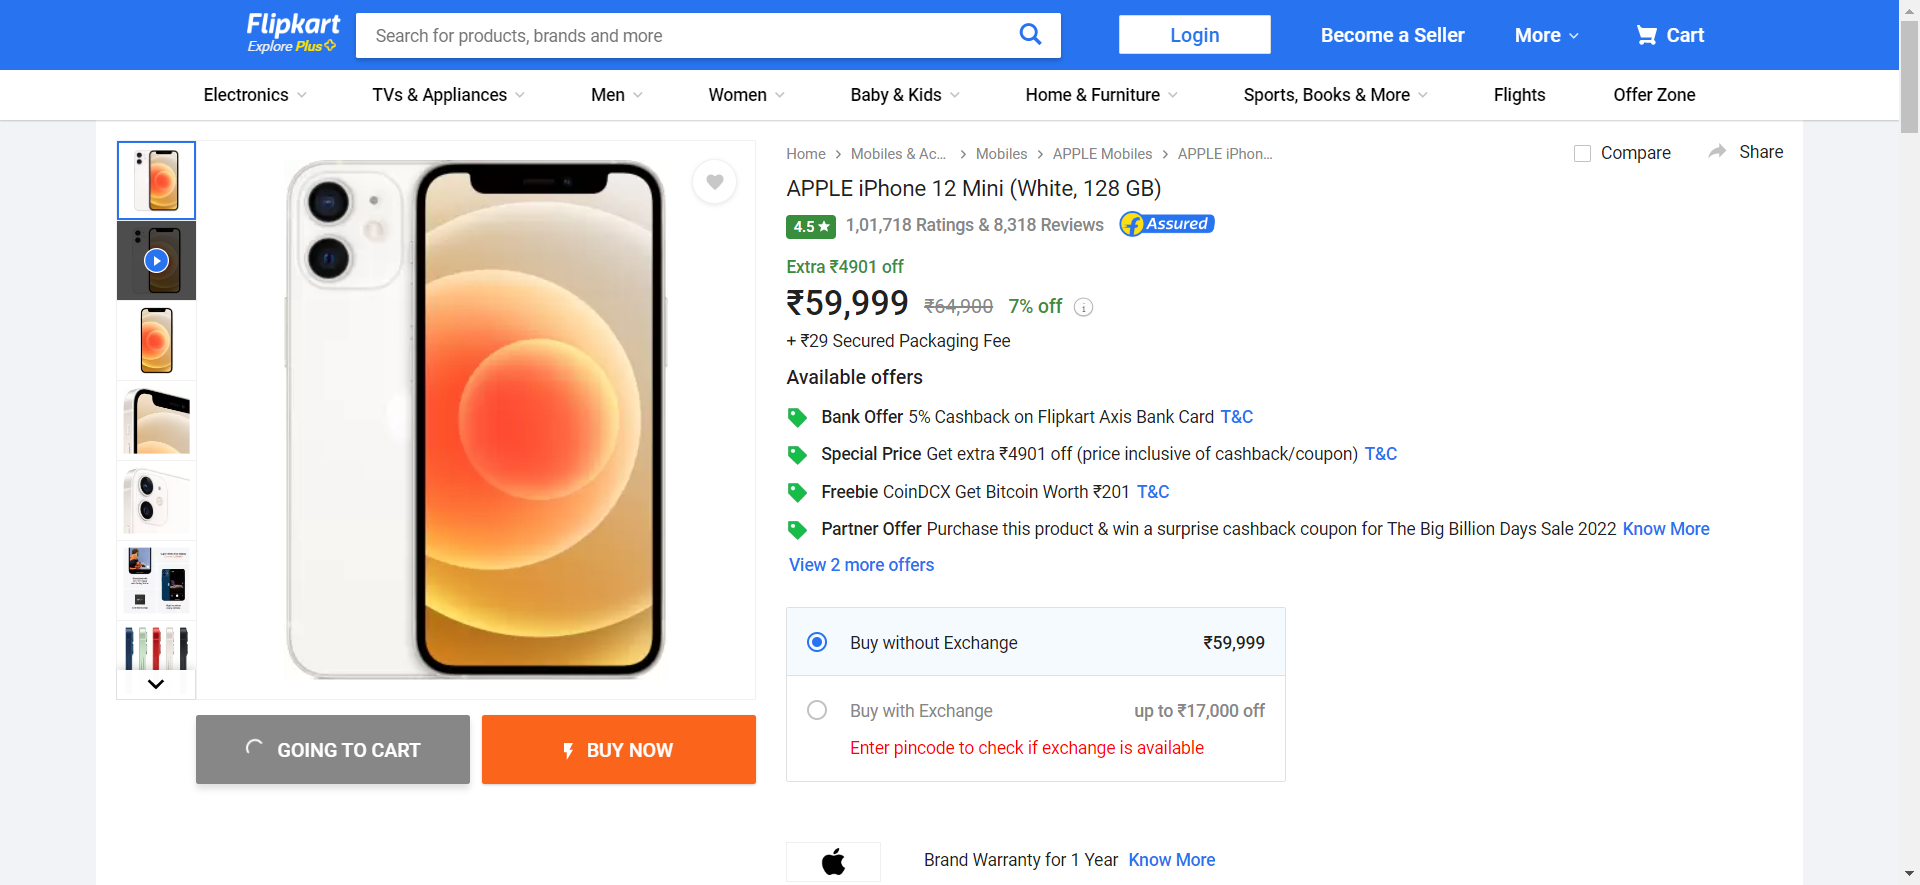 Flipkart
Explore Plus
Search for products, brands and more
Login
Become a Seller
More
Cart
Electronics
TVs & Appliances
Men
Women
Baby & Kids
Home & Furniture
Sports, Books & More
Flights
Offer Zone
Home
Mobiles & Ac...
Mobiles
APPLE Mobiles
APPLE iPhon...
Compare
Share
APPLE iPhone 12 Mini (White, 128 GB)
4.5★ 1,01,718 Ratings & 8,318 Reviews
Assured
Extra ₹4901 off
₹59,999 ₹64,900 7% off
+ ₹29 Secured Packaging Fee
Available offers
Bank Offer 5% Cashback on Flipkart Axis Bank Card T&C
Special Price Get extra ₹4901 off (price inclusive of cashback/coupon) T&C
Freebie CoinDCX Get Bitcoin Worth ₹201 T&C
Partner Offer Purchase this product & win a surprise cashback coupon for The Big Billion Days Sale 2022 Know More
View 2 more offers
Buy without Exchange ₹59,999
Buy with Exchange up to ₹17,000 off
Enter pincode to check if exchange is available
GOING TO CART
BUY NOW
Brand Warranty for 1 Year Know More